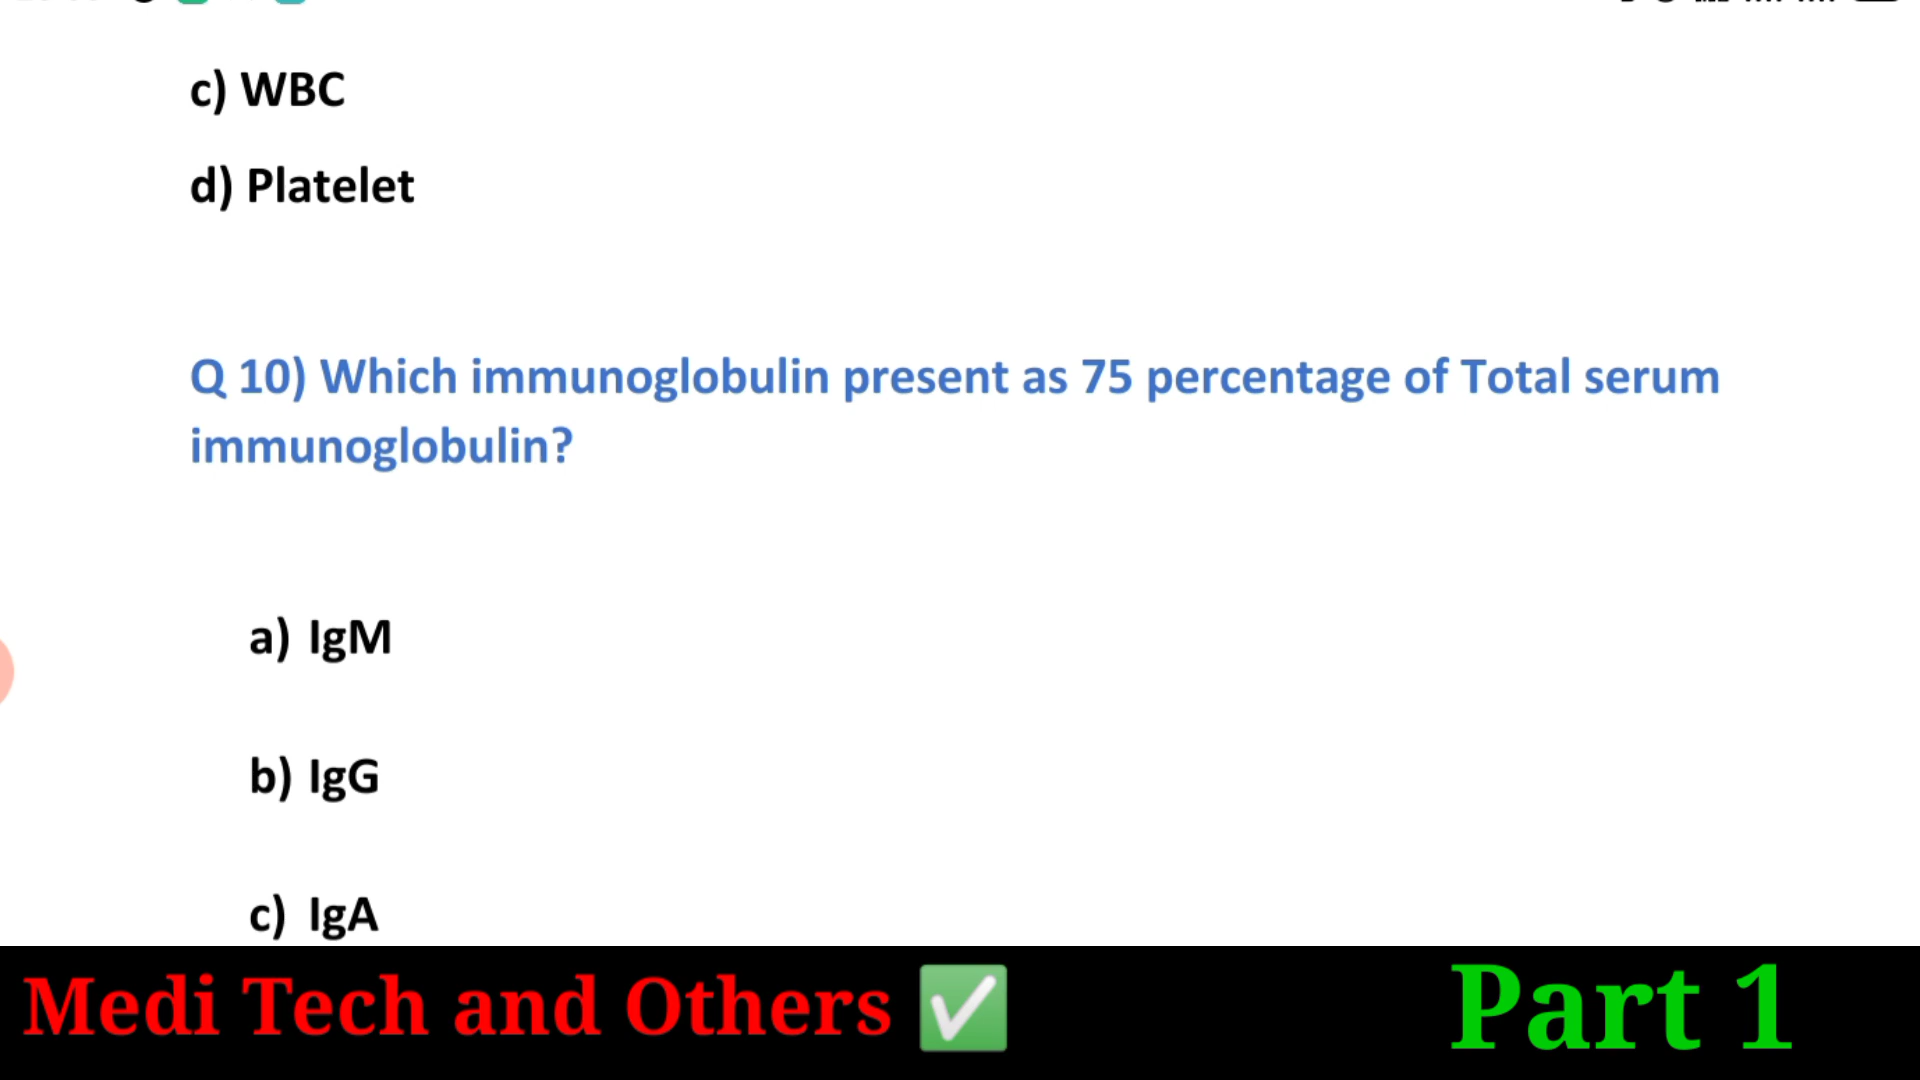 c) WBC
d) Platelet
Q 10) Which immunoglobulin present as 75 percentage of Total serum
immunoglobulin?
a) IgM
b) IgG
c) IgA
Medi Tech and Others ✅
Part 1